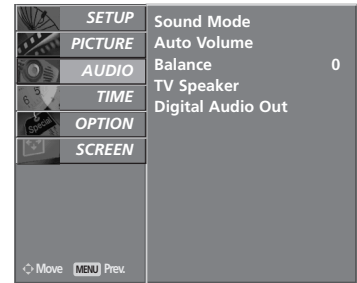 SETUP
PICTURE
AUDIO
TIME
OPTION
SCREEN
Sound Mode
Auto Volume
Balance 0
TV Speaker
Digital Audio Out
Special
Move MENU Prev.